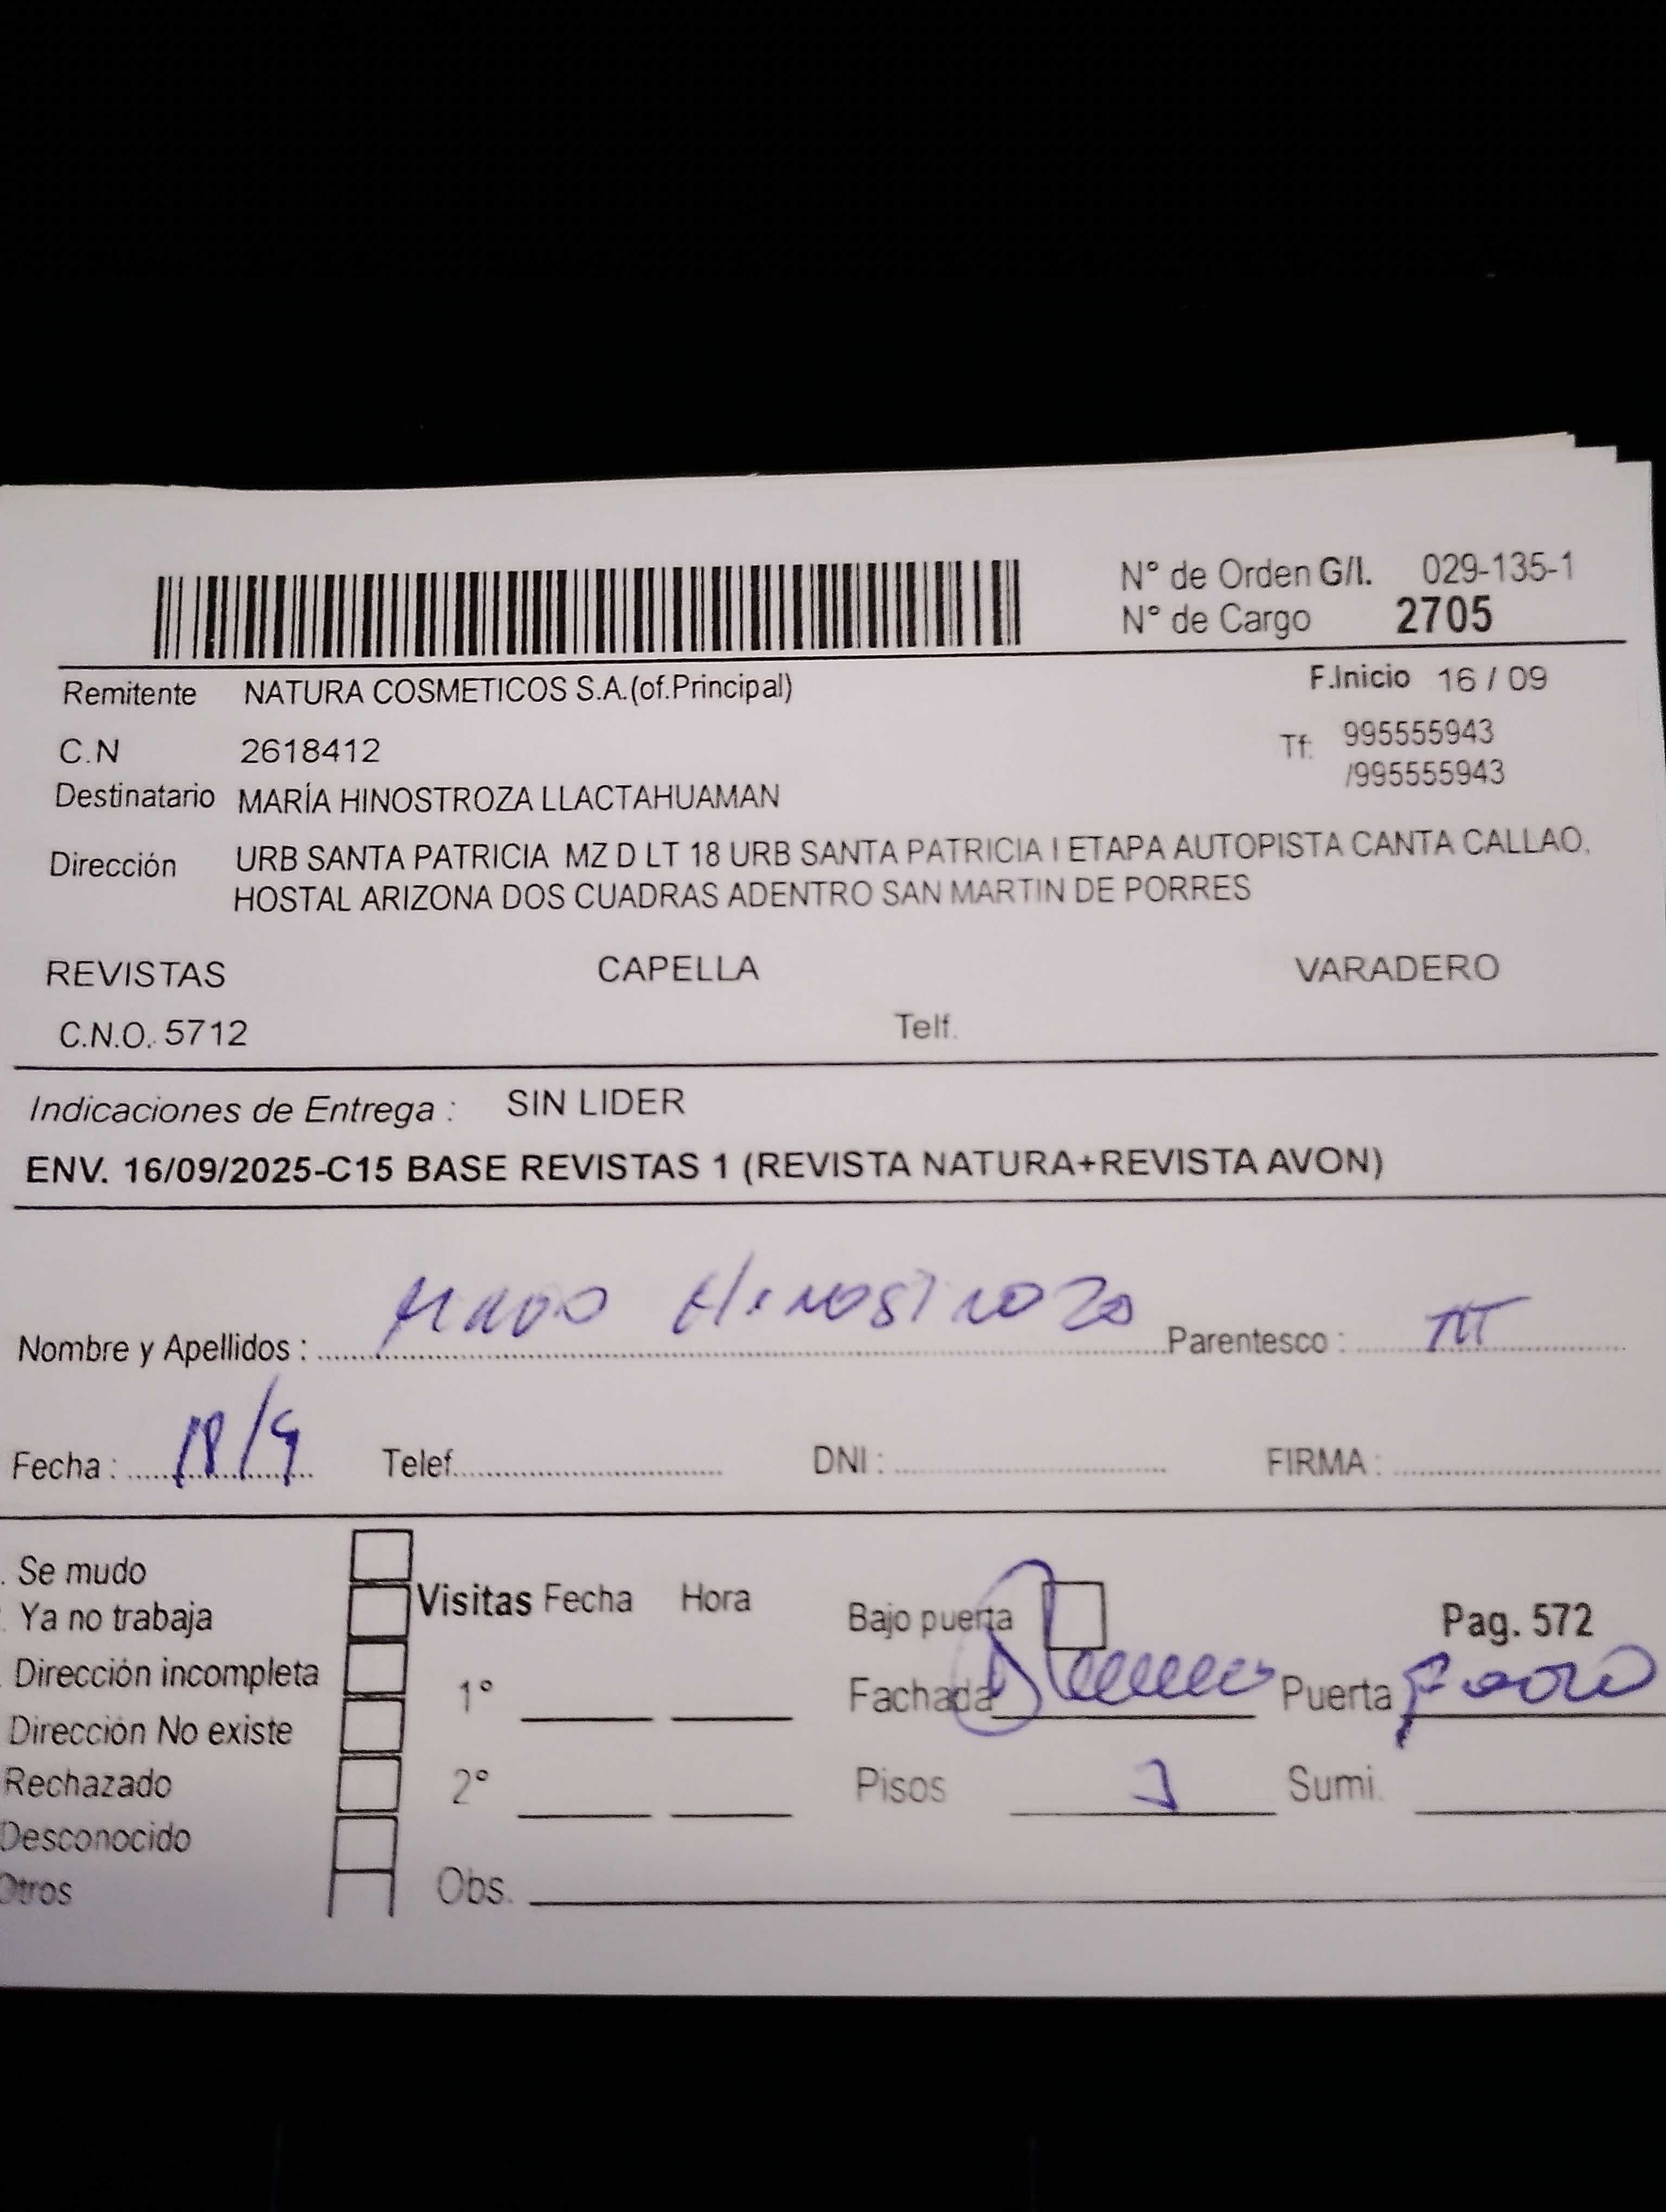 N° de Orden G/I. 029-135-1
N° de Cargo 2705
Remitente NATURA COSMETICOS S.A.(of.Principal) F.Inicio 16 / 09
C.N 2618412 Tf: 995555943
/995555943
Destinatario MARÍA HINOSTROZA LLACTAHUAMAN
Dirección URB SANTA PATRICIA MZ D LT 18 URB SANTA PATRICIA I ETAPA AUTOPISTA CANTA CALLAO,
HOSTAL ARIZONA DOS CUADRAS ADENTRO SAN MARTIN DE PORRES
REVISTAS CAPELLA VARADERO
C.N.O. 5712 Telf.
Indicaciones de Entrega : SIN LIDER
ENV. 16/09/2025-C15 BASE REVISTAS 1 (REVISTA NATURA+REVISTA AVON)
Nombre y Apellidos : Hinostroza Parentesco : TIT
Fecha : 18/9 Telef. DNI : FIRMA :
Se mudo
Ya no trabaja Visitas Fecha Hora Bajo puerta Pag. 572
Dirección incompleta 1° Fachada Puerta
Dirección No existe
Rechazado 2° Pisos Sumi.
Desconocido
Otros Obs.